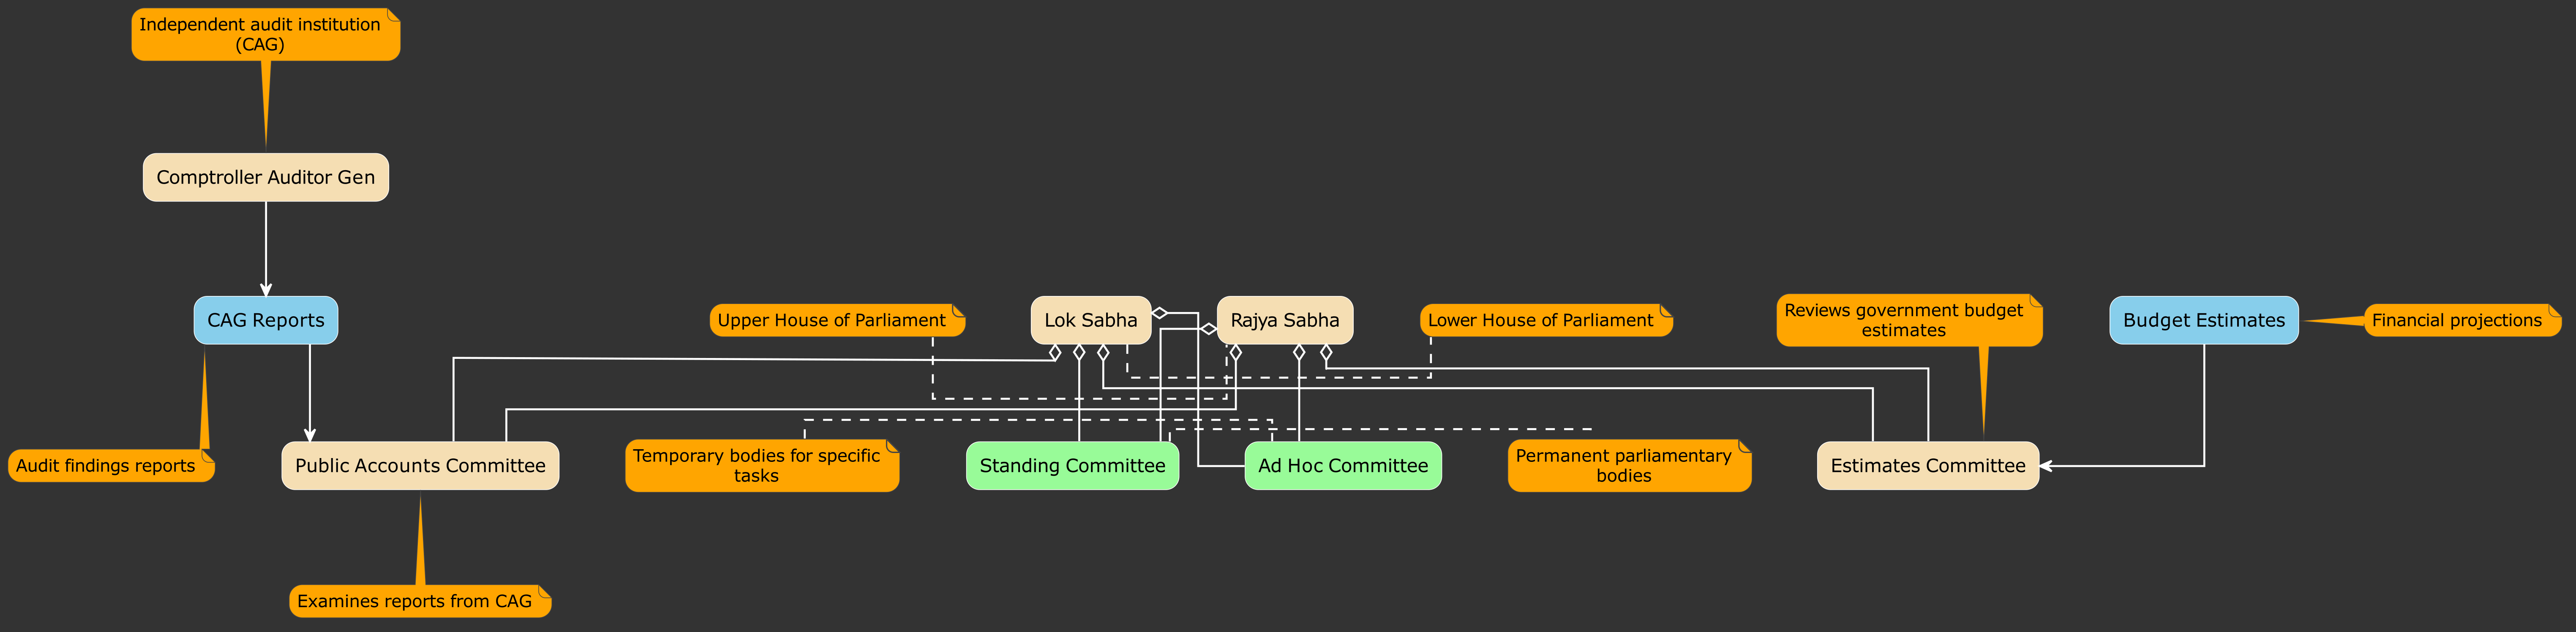 Independent audit institution
(CAG)
Comptroller Auditor Gen
CAG Reports
Upper House of Parliament
Lok Sabha
Rajya Sabha
Lower House of Parliament
Reviews government budget
estimates
Budget Estimates
Financial projections
Audit findings reports
Public Accounts Committee
Temporary bodies for specific
tasks
Standing Committee
Ad Hoc Committee
Permanent parliamentary
bodies
Estimates Committee
Examines reports from CAG